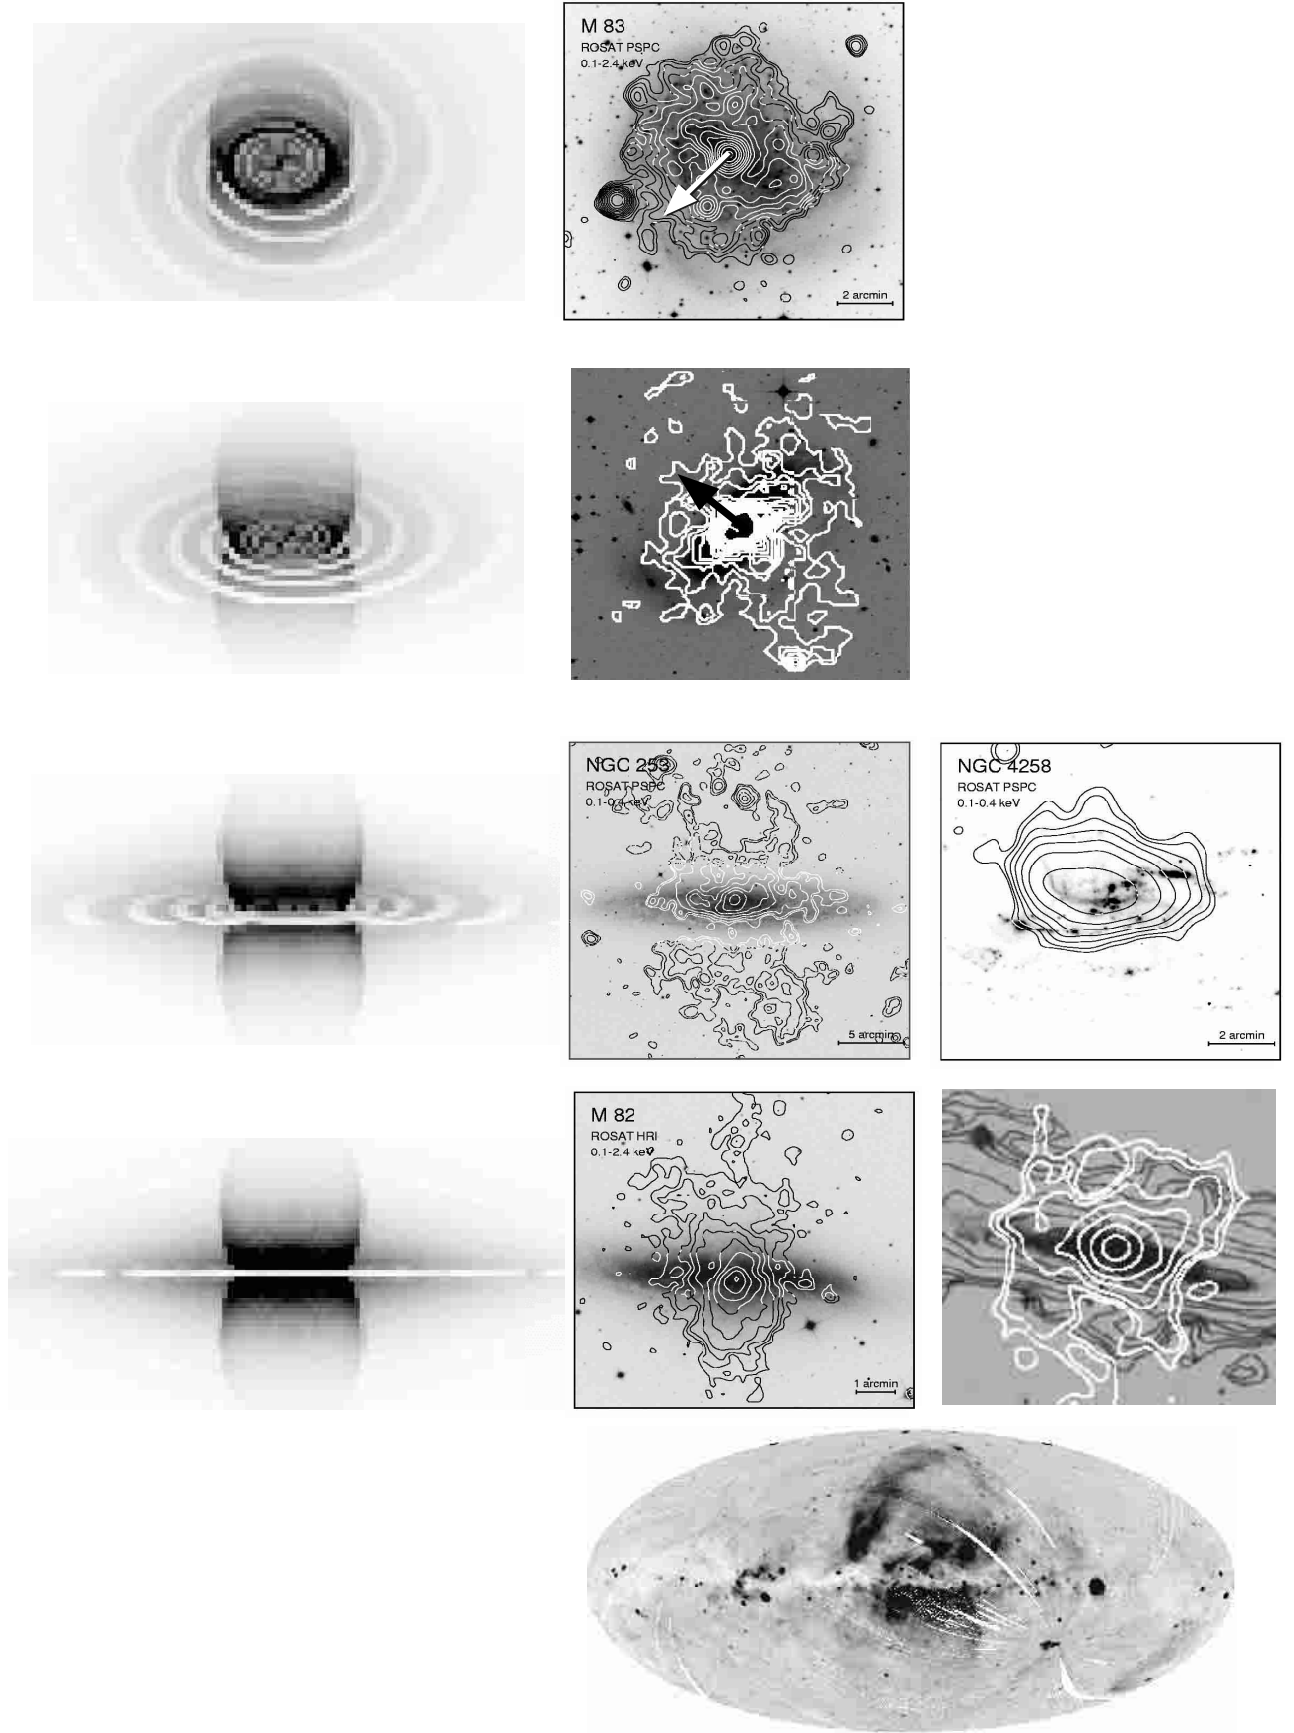 M 83
ROSAT PSPC
0.1-2.4 keV
2 arcmin
NGC 253
ROSAT PSPC
0.1-0.4 keV
5 arcmin
NGC 4258
ROSAT PSPC
0.1-0.4 keV
2 arcmin
M 82
ROSAT HRI
0.1-2.4 keV
1 arcmin